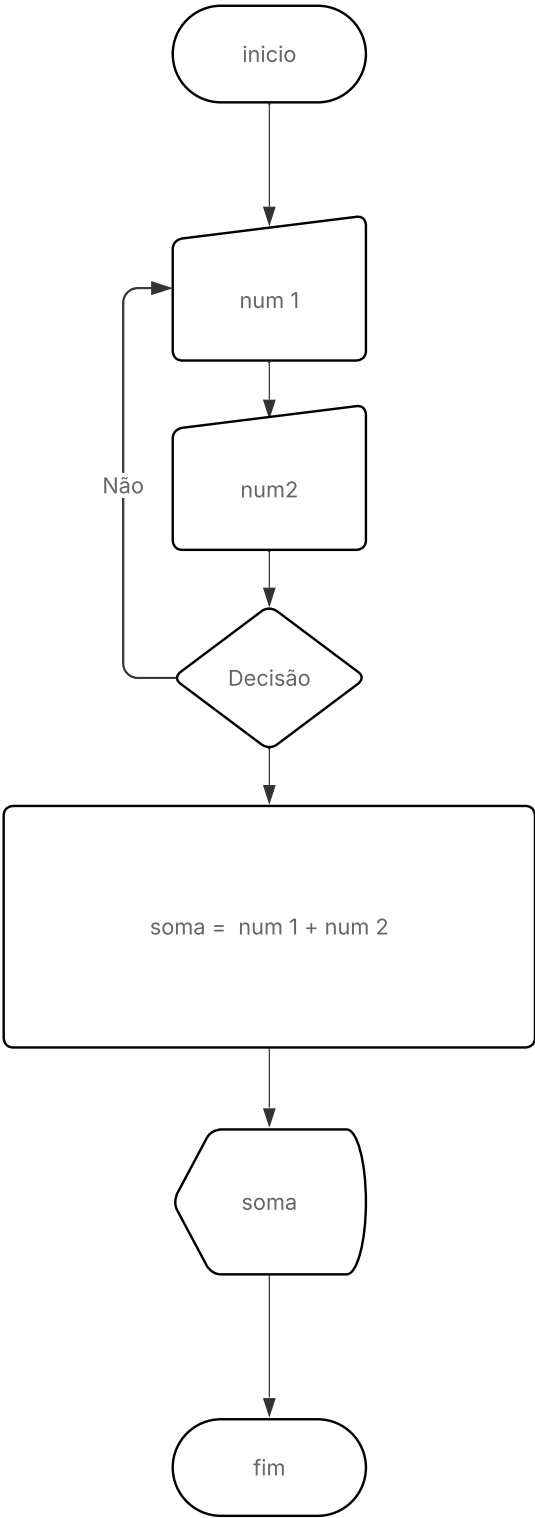 inicio
num 1
num2
Não
Decisão
soma =  num 1 + num 2
soma
fim